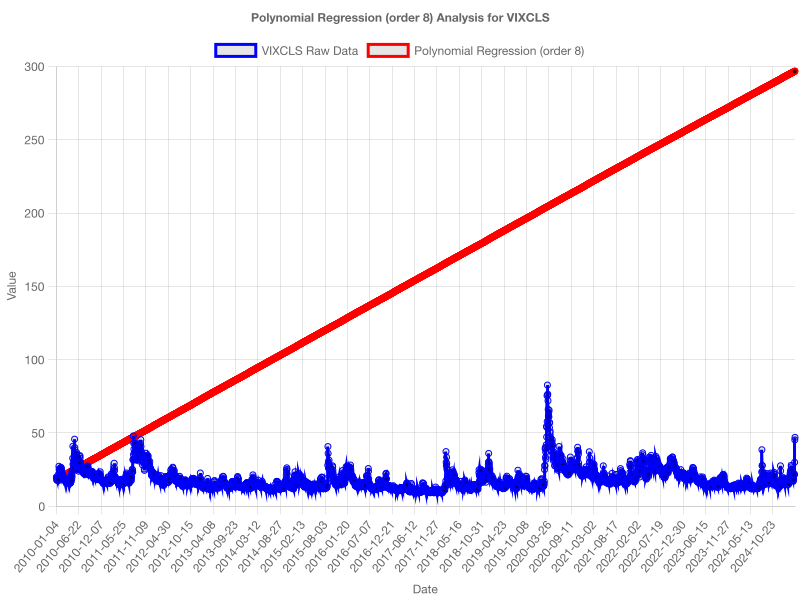 Polynomial Regression (order 8) Analysis for VIXCLS
VIXCLS Raw Data Polynomial Regression (order 8)
300
250
200
150
100
50
0
Value
2010-01-04 2010-06-22 2010-12-07 2011-05-25 2011-11-09 2012-04-30 2012-10-15 2013-04-08 2013-09-23 2014-03-12 2014-08-27 2015-02-13 2015-08-03 2016-01-20 2016-07-07 2016-12-21 2017-06-12 2017-11-27 2018-05-16 2018-10-31 2019-04-23 2019-10-08 2020-03-26 2020-09-11 2021-03-02 2021-08-17 2022-02-02 2022-07-19 2022-12-30 2023-06-15 2023-11-27 2024-05-13 2024-10-23
Date